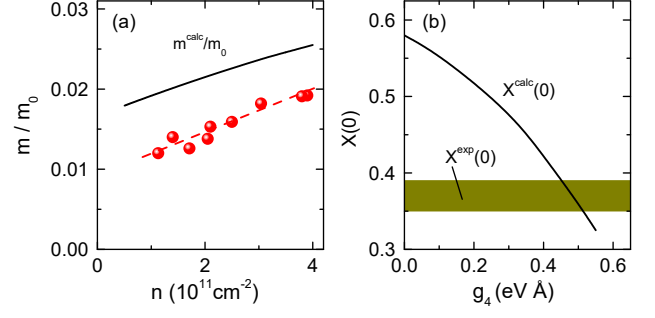 (a)
m^calc/m_0
0.03
0.02
0.01
0.00
m / m_0
0
2
4
n (10^11cm^-2)
(b)
X^calc(0)
X^exp(0)
0.6
0.5
0.4
0.3
X(0)
0.0
0.2
0.4
0.6
g_4 (eV Å)